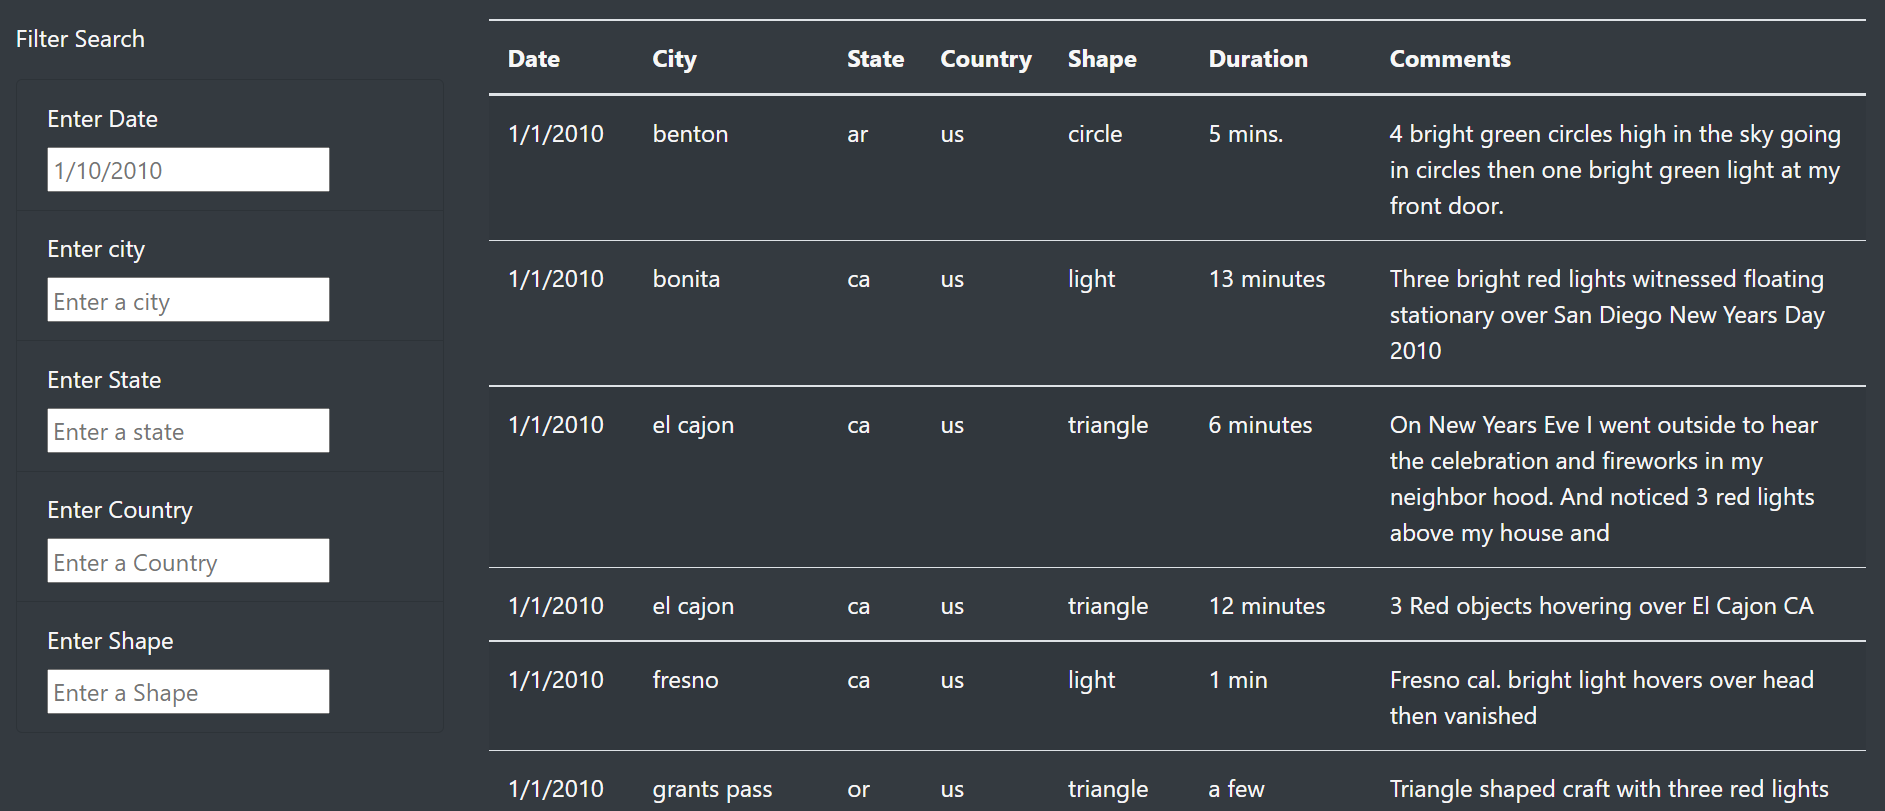 Filter Search
Enter Date
1/10/2010
Enter city
Enter a city
Enter State
Enter a state
Enter Country
Enter a Country
Enter Shape
Enter a Shape
Date City State Country Shape Duration Comments
1/1/2010 benton ar us circle 5 mins. 4 bright green circles high in the sky going
in circles then one bright green light at my
front door.
1/1/2010 bonita ca us light 13 minutes Three bright red lights witnessed floating
stationary over San Diego New Years Day
2010
1/1/2010 el cajon ca us triangle 6 minutes On New Years Eve I went outside to hear
the celebration and fireworks in my
neighbor hood. And noticed 3 red lights
above my house and
1/1/2010 el cajon ca us triangle 12 minutes 3 Red objects hovering over El Cajon CA
1/1/2010 fresno ca us light 1 min Fresno cal. bright light hovers over head
then vanished
1/1/2010 grants pass or us triangle a few Triangle shaped craft with three red lights